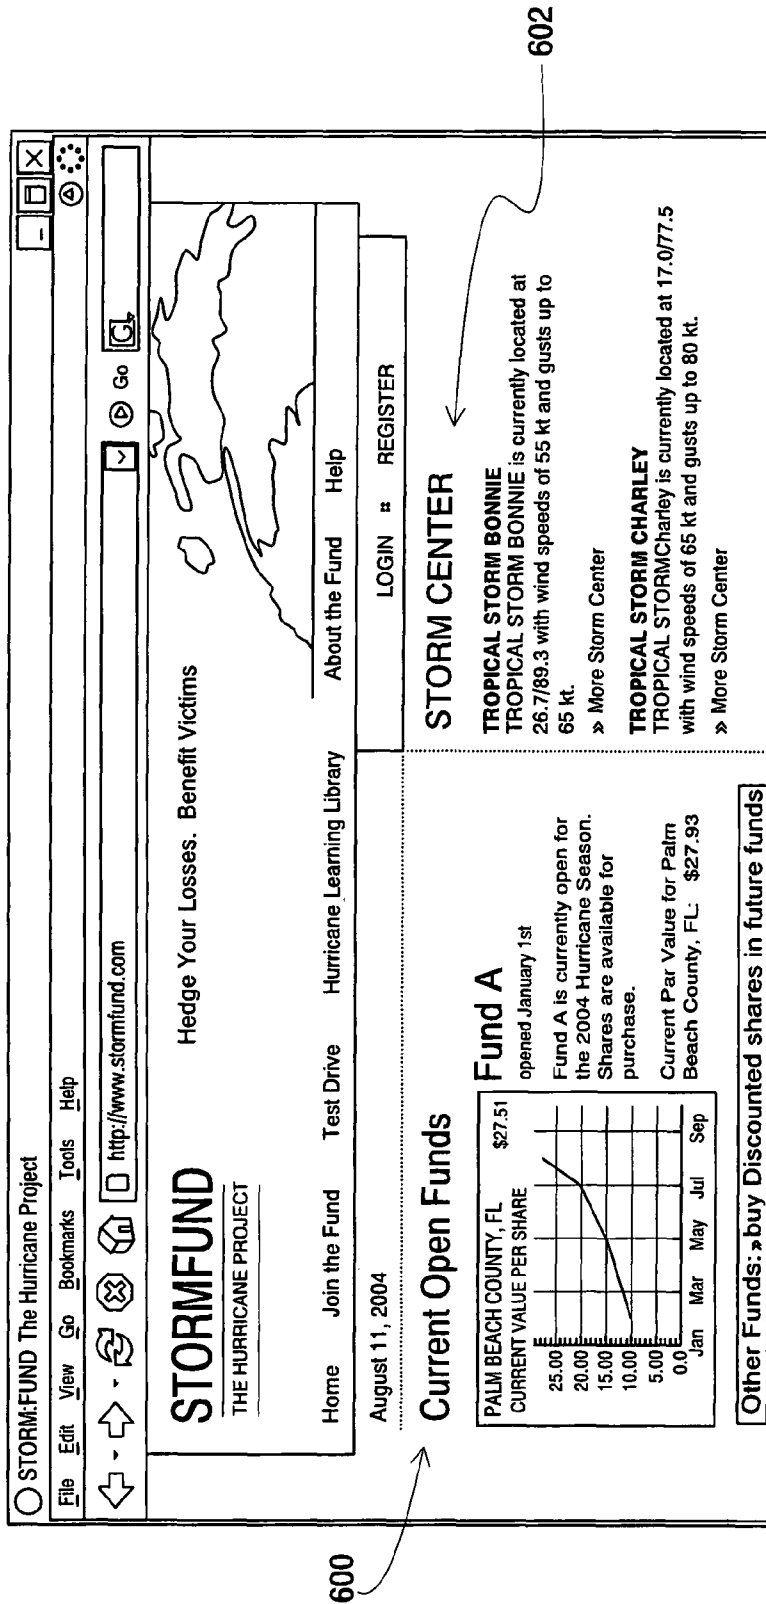 STORM:FUND The Hurricane Project
File Edit View Go Bookmarks Tools Help
http://www.stormfund.com
Go
G
STORMFUND
THE HURRICANE PROJECT
Hedge Your Losses. Benefit Victims
Home Join the Fund Test Drive Hurricane Learning Library About the Fund Help
August 11, 2004
LOGIN :: REGISTER
600
Current Open Funds
PALM BEACH COUNTY, FL
CURRENT VALUE PER SHARE
$27.51
25.00
20.00
15.00
10.00
5.00
0.0
Jan Mar May Jul Sep
Fund A
opened January 1st
Fund A is currently open for
the 2004 Hurricane Season.
Shares are available for
purchase.
Current Par Value for Palm
Beach County, FL: $27.93
Other Funds: »buy Discounted shares in future funds
602
STORM CENTER
TROPICAL STORM BONNIE
TROPICAL STORM BONNIE is currently located at
26.7/89.3 with wind speeds of 55 kt and gusts up to
65 kt.
» More Storm Center
TROPICAL STORM CHARLEY
TROPICAL STORMCharley is currently located at 17.0/77.5
with wind speeds of 65 kt and gusts up to 80 kt.
» More Storm Center